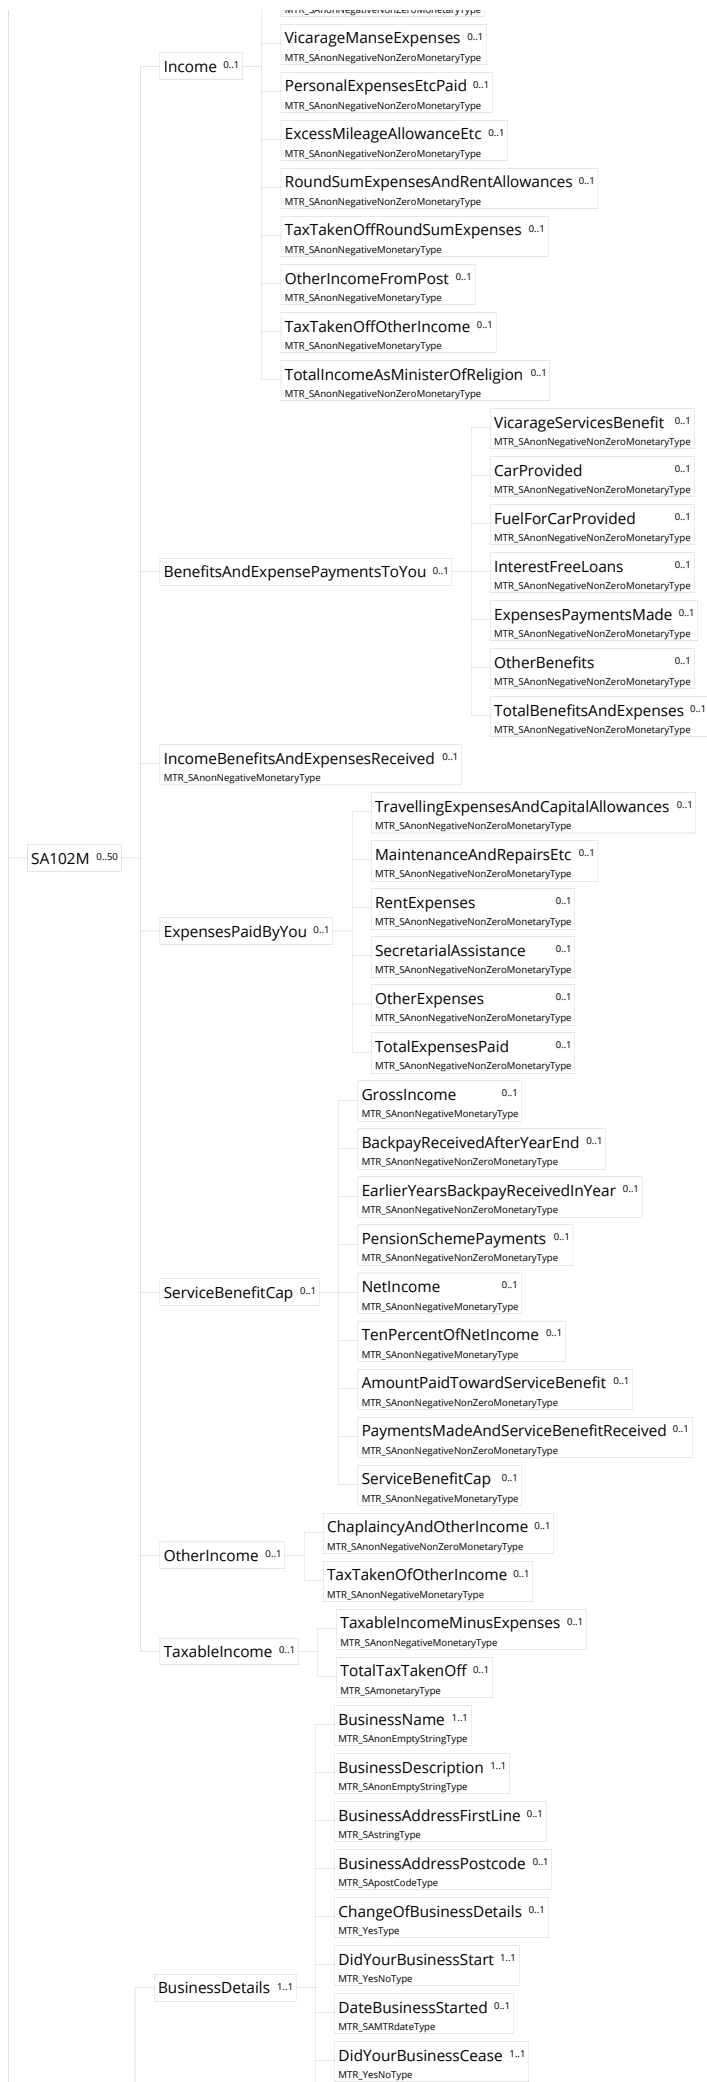 MTR_SAnonNegativeNonZeroMonetaryType
VicarageManseExpenses 0..1
MTR_SAnonNegativeNonZeroMonetaryType
Income 0..1
PersonalExpensesEtcPaid 0..1
MTR_SAnonNegativeNonZeroMonetaryType
ExcessMileageAllowanceEtc 0..1
MTR_SAnonNegativeNonZeroMonetaryType
RoundSumExpensesAndRentAllowances 0..1
MTR_SAnonNegativeNonZeroMonetaryType
TaxTakenOffRoundSumExpenses 0..1
MTR_SAnonNegativeMonetaryType
OtherIncomeFromPost 0..1
MTR_SAnonNegativeMonetaryType
TaxTakenOffOtherIncome 0..1
MTR_SAnonNegativeMonetaryType
TotalIncomeAsMinisterOfReligion 0..1
MTR_SAnonNegativeNonZeroMonetaryType
VicarageServicesBenefit 0..1
MTR_SAnonNegativeNonZeroMonetaryType
CarProvided 0..1
MTR_SAnonNegativeNonZeroMonetaryType
FuelForCarProvided 0..1
MTR_SAnonNegativeNonZeroMonetaryType
BenefitsAndExpensePaymentsToYou 0..1
InterestFreeLoans 0..1
MTR_SAnonNegativeNonZeroMonetaryType
ExpensesPaymentsMade 0..1
MTR_SAnonNegativeNonZeroMonetaryType
OtherBenefits 0..1
MTR_SAnonNegativeNonZeroMonetaryType
TotalBenefitsAndExpenses 0..1
MTR_SAnonNegativeNonZeroMonetaryType
IncomeBenefitsAndExpensesReceived 0..1
MTR_SAnonNegativeMonetaryType
TravellingExpensesAndCapitalAllowances 0..1
MTR_SAnonNegativeNonZeroMonetaryType
SA102M 0..50
MaintenanceAndRepairsEtc 0..1
MTR_SAnonNegativeNonZeroMonetaryType
RentExpenses 0..1
MTR_SAnonNegativeNonZeroMonetaryType
ExpensesPaidByYou 0..1
SecretarialAssistance 0..1
MTR_SAnonNegativeNonZeroMonetaryType
OtherExpenses 0..1
MTR_SAnonNegativeNonZeroMonetaryType
TotalExpensesPaid 0..1
MTR_SAnonNegativeNonZeroMonetaryType
GrossIncome 0..1
MTR_SAnonNegativeMonetaryType
BackpayReceivedAfterYearEnd 0..1
MTR_SAnonNegativeNonZeroMonetaryType
EarlierYearsBackpayReceivedInYear 0..1
MTR_SAnonNegativeNonZeroMonetaryType
PensionSchemePayments 0..1
MTR_SAnonNegativeNonZeroMonetaryType
ServiceBenefitCap 0..1
NetIncome 0..1
MTR_SAnonNegativeMonetaryType
TenPercentOfNetIncome 0..1
MTR_SAnonNegativeMonetaryType
AmountPaidTowardServiceBenefit 0..1
MTR_SAnonNegativeNonZeroMonetaryType
PaymentsMadeAndServiceBenefitReceived 0..1
MTR_SAnonNegativeNonZeroMonetaryType
ServiceBenefitCap 0..1
MTR_SAnonNegativeMonetaryType
ChaplaincyAndOtherIncome 0..1
MTR_SAnonNegativeNonZeroMonetaryType
OtherIncome 0..1
TaxTakenOfOtherIncome 0..1
MTR_SAnonNegativeMonetaryType
TaxableIncomeMinusExpenses 0..1
MTR_SAnonNegativeMonetaryType
TaxableIncome 0..1
TotalTaxTakenOff 0..1
MTR_SAmonetaryType
BusinessName 1..1
MTR_SAnonEmptyStringType
BusinessDescription 1..1
MTR_SAnonEmptyStringType
BusinessAddressFirstLine 0..1
MTR_SAstringType
BusinessAddressPostcode 0..1
MTR_SApostCodeType
ChangeOfBusinessDetails 0..1
MTR_YesType
DidYourBusinessStart 1..1
MTR_YesNoType
BusinessDetails 1..1
DateBusinessStarted 0..1
MTR_SAMTRdateType
DidYourBusinessCease 1..1
MTR_YesNoType